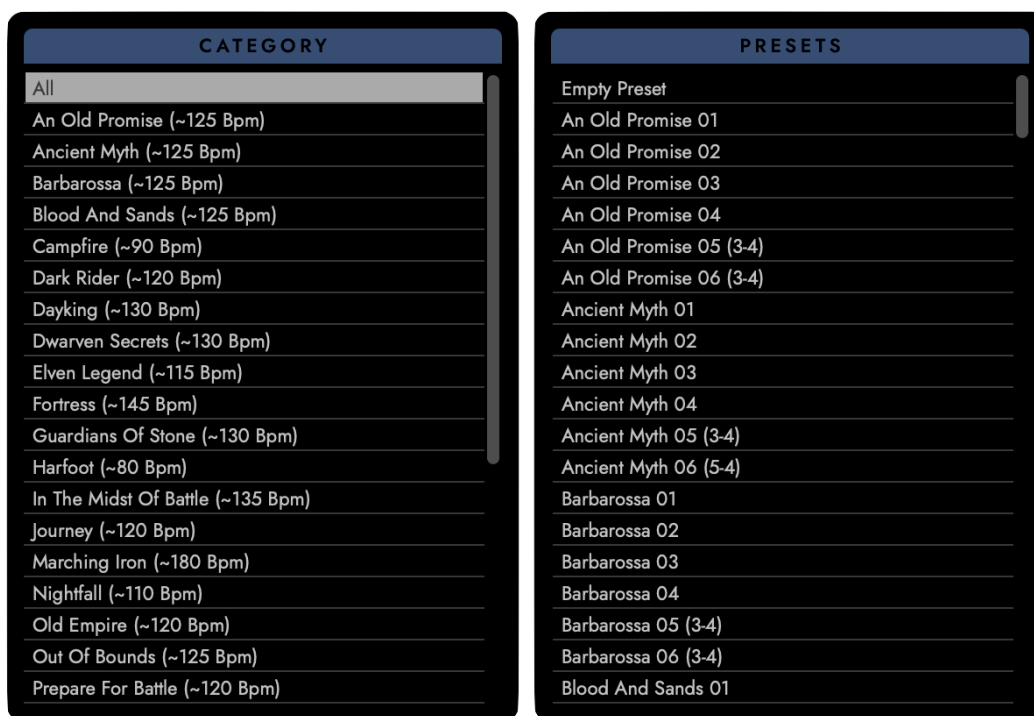 CATEGORY
All
An Old Promise (~125 Bpm)
Ancient Myth (~125 Bpm)
Barbarossa (~125 Bpm)
Blood And Sands (~125 Bpm)
Campfire (~90 Bpm)
Dark Rider (~120 Bpm)
Dayking (~130 Bpm)
Dwarven Secrets (~130 Bpm)
Elven Legend (~115 Bpm)
Fortress (~145 Bpm)
Guardians Of Stone (~130 Bpm)
Harfoot (~80 Bpm)
In The Midst Of Battle (~135 Bpm)
Journey (~120 Bpm)
Marching Iron (~180 Bpm)
Nightfall (~110 Bpm)
Old Empire (~120 Bpm)
Out Of Bounds (~125 Bpm)
Prepare For Battle (~120 Bpm)
PRESETS
Empty Preset
An Old Promise 01
An Old Promise 02
An Old Promise 03
An Old Promise 04
An Old Promise 05 (3-4)
An Old Promise 06 (3-4)
Ancient Myth 01
Ancient Myth 02
Ancient Myth 03
Ancient Myth 04
Ancient Myth 05 (3-4)
Ancient Myth 06 (5-4)
Barbarossa 01
Barbarossa 02
Barbarossa 03
Barbarossa 04
Barbarossa 05 (3-4)
Barbarossa 06 (3-4)
Blood And Sands 01